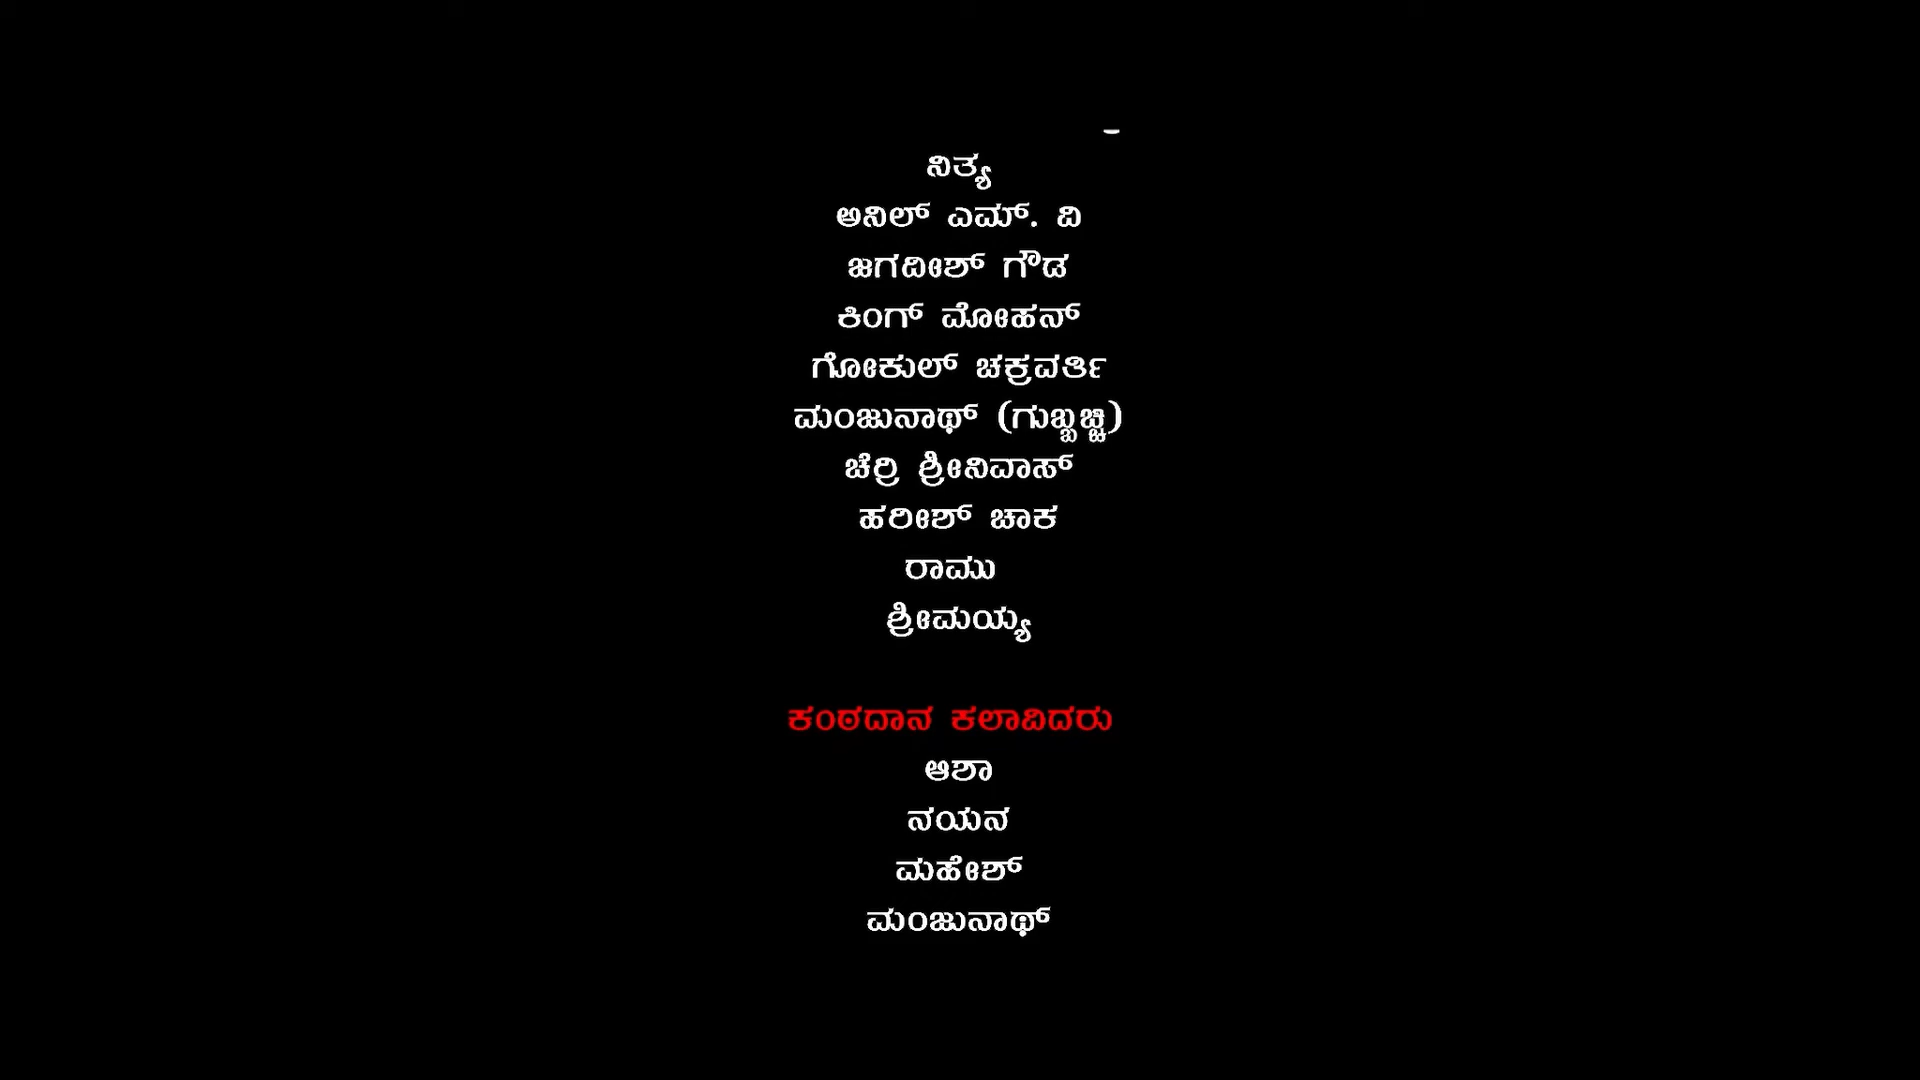 ನಿತ್ಯ
ಅನಿಲ್ ಎಮ್. ವಿ
ಜಗದೀಶ್ ಗೌಡ
ಕಿಂಗ್ ಮೋಹನ್
ಗೋಕುಲ್ ಚಕ್ರವರ್ತಿ
ಮಂಜುನಾಥ್ (ಗುಬ್ಬಚ್ಚಿ)
ಚೆರ್ರಿ ಶ್ರೀನಿವಾಸ್
ಹರೀಶ್ ಚಾಕ
ರಾಮು
ಶ್ರೀಮಯ್ಯ
ಕಂಠದಾನ ಕಲಾವಿದರು
ಆಶಾ
ನಯನ
ಮಹೇಶ್
ಮಂಜುನಾಥ್